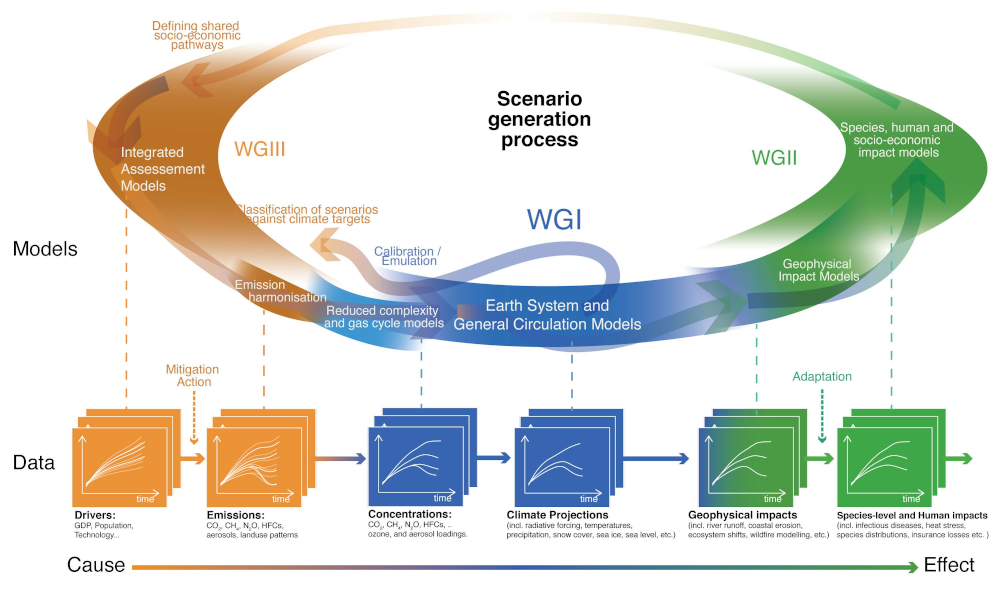 Defining shared
socio-economic
pathways
Scenario
generation
process
Integrated
Assessement
Models
WGIII
WGII
Species, human and
socio-economic
impact models
Classification of scenarios
against climate targets
WGI
Models
Calibration /
Emulation
Geophysical
Impact Models
Emission
harmonisation
Reduced complexity
and gas cycle models
Earth System and
General Circulation Models
Mitigation
Action
Adaptation
Data
time
time
time
time
time
time
Drivers:
GDP, Population,
Technology...
Emissions:
CO₂, CH₄, N₂O, HFCs,
aerosols, landuse patterns
Concentrations:
CO₂, CH₄, N₂O, HFCs, ..
ozone, and aerosol loadings.
Climate Projections
(incl. radiative forcing, temperatures,
precipitation, snow cover, sea ice, sea level, etc.)
Geophysical impacts
(incl. river runoff, coastal erosion,
ecosystem shifts, wildfire modelling, etc.)
Species-level and Human impacts
(incl. infectious diseases, heat stress,
species distributions, insurance losses etc. )
Cause
Effect